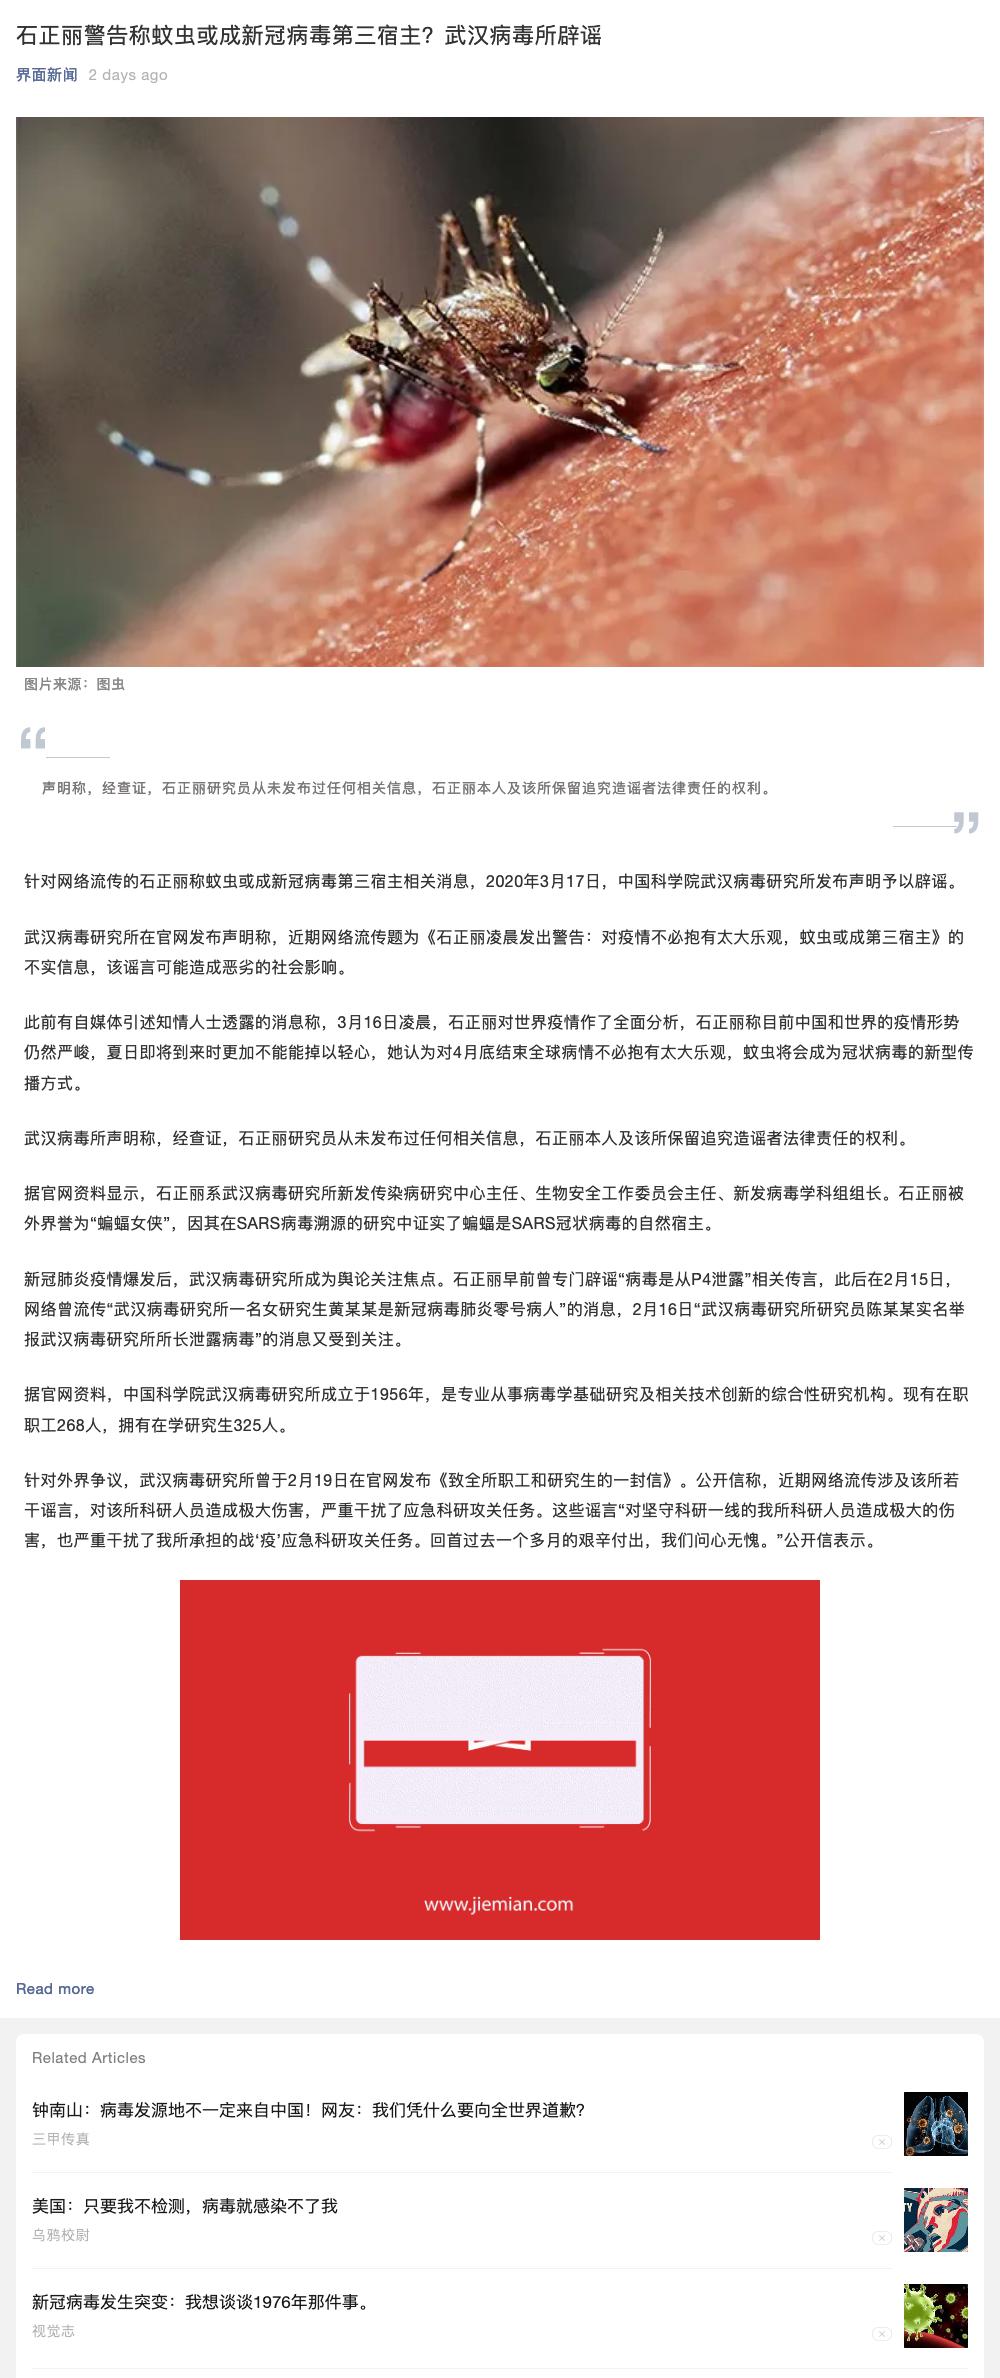 石正丽警告称蚊虫或成新冠病毒第三宿主？武汉病毒所辟谣
界面新闻 2 days ago
图片来源：图虫
“
声明称，经查证，石正丽研究员从未发布过任何相关信息，石正丽本人及该所保留追究造谣者法律责任的权利。
”
针对网络流传的石正丽称蚊虫或成新冠病毒第三宿主相关消息，2020年3月17日，中国科学院武汉病毒研究所发布声明予以辟谣。
武汉病毒研究所在官网发布声明称，近期网络流传题为《石正丽凌晨发出警告：对疫情不必抱有太大乐观，蚊虫或成第三宿主》的
不实信息，该谣言可能造成恶劣的社会影响。
此前有自媒体引述知情人士透露的消息称，3月16日凌晨，石正丽对世界疫情作了全面分析，石正丽称目前中国和世界的疫情形势
仍然严峻，夏日即将到来时更加不能能掉以轻心，她认为对4月底结束全球病情不必抱有太大乐观，蚊虫将会成为冠状病毒的新型传
播方式。
武汉病毒所声明称，经查证，石正丽研究员从未发布过任何相关信息，石正丽本人及该所保留追究造谣者法律责任的权利。
据官网资料显示，石正丽系武汉病毒研究所新发传染病研究中心主任、生物安全工作委员会主任、新发病毒学科组组长。石正丽被
外界誉为“蝙蝠女侠”，因其在SARS病毒溯源的研究中证实了蝙蝠是SARS冠状病毒的自然宿主。
新冠肺炎疫情爆发后，武汉病毒研究所成为舆论关注焦点。石正丽早前曾专门辟谣“病毒是从P4泄露”相关传言，此后在2月15日，
网络曾流传“武汉病毒研究所一名女研究生黄某某是新冠病毒肺炎零号病人”的消息，2月16日“武汉病毒研究所研究员陈某某实名举
报武汉病毒研究所所长泄露病毒”的消息又受到关注。
据官网资料，中国科学院武汉病毒研究所成立于1956年，是专业从事病毒学基础研究及相关技术创新的综合性研究机构。现有在职
职工268人，拥有在学研究生325人。
针对外界争议，武汉病毒研究所曾于2月19日在官网发布《致全所职工和研究生的一封信》。公开信称，近期网络流传涉及该所若
干谣言，对该所科研人员造成极大伤害，严重干扰了应急科研攻关任务。这些谣言“对坚守科研一线的我所科研人员造成极大的伤
害，也严重干扰了我所承担的战‘疫’应急科研攻关任务。回首过去一个多月的艰辛付出，我们问心无愧。”公开信表示。
www.jiemian.com
Read more
Related Articles
钟南山：病毒发源地不一定来自中国！网友：我们凭什么要向全世界道歉？
三甲传真
美国：只要我不检测，病毒就感染不了我
乌鸦校尉
TY
新冠病毒发生突变：我想谈谈1976年那件事。
视觉志